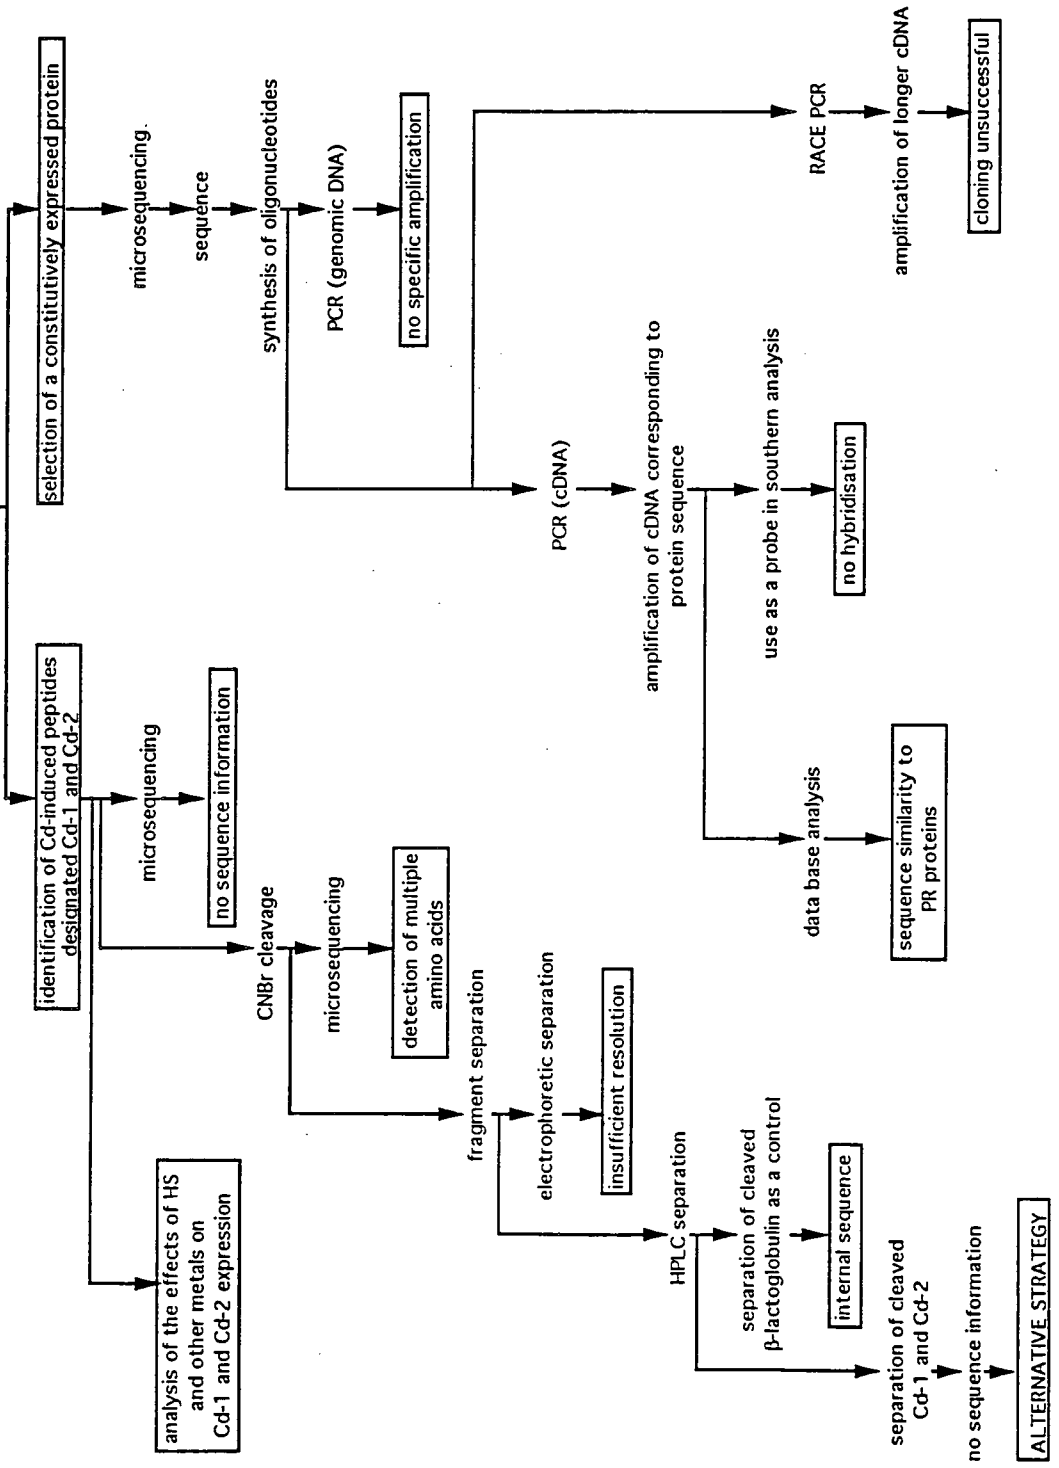 identification of Cd-induced peptides
designated Cd-1 and Cd-2
analysis of the effects of HS
and other metals on
Cd-1 and Cd-2 expression
microsequencing
no sequence information
CNBr cleavage
microsequencing
detection of multiple
amino acids
fragment separation
electrophoretic separation
insufficient resolution
HPLC separation
separation of cleaved
β-lactoglobulin as a control
internal sequence
separation of cleaved
Cd-1 and Cd-2
no sequence information
ALTERNATIVE STRATEGY
selection of a constitutively expressed protein
microsequencing.
sequence
synthesis of oligonucleotides
PCR (genomic DNA)
no specific amplification
PCR (cDNA)
amplification of cDNA corresponding to
protein sequence
use as a probe in southern analysis
no hybridisation
data base analysis
sequence similarity to
PR proteins
RACE PCR
amplification of longer cDNA
cloning unsuccessful